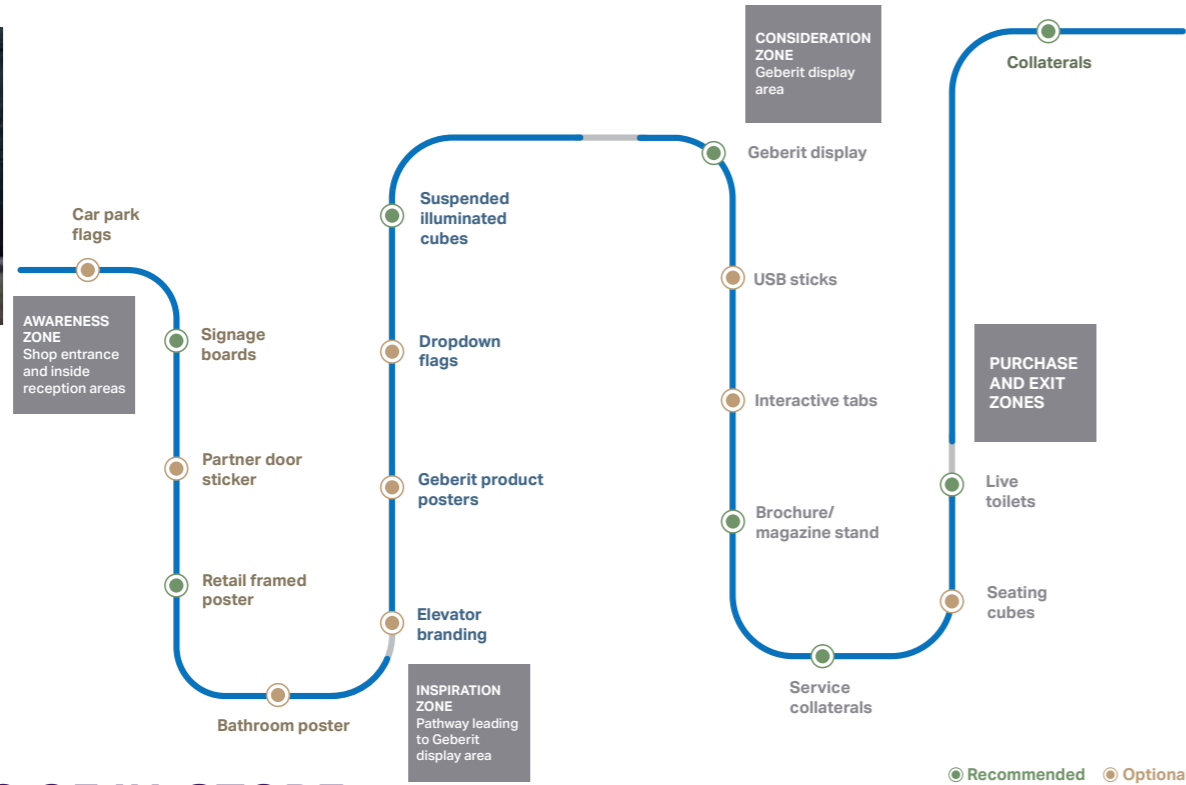 Car park
flags
AWARENESS
ZONE
Shop entrance
and inside
reception areas
Signage
boards
Partner door
sticker
Retail framed
poster
Bathroom poster
INSPIRATION
ZONE
Pathway leading
to Geberit
display area
Elevator
branding
Geberit product
posters
Dropdown
flags
Suspended
illuminated
cubes
CONSIDERATION
ZONE
Geberit display
area
Geberit display
USB sticks
Interactive tabs
Brochure/
magazine stand
Service
collaterals
Seating
cubes
Live
toilets
PURCHASE
AND EXIT
ZONES
Collaterals
Recommended
Optiona